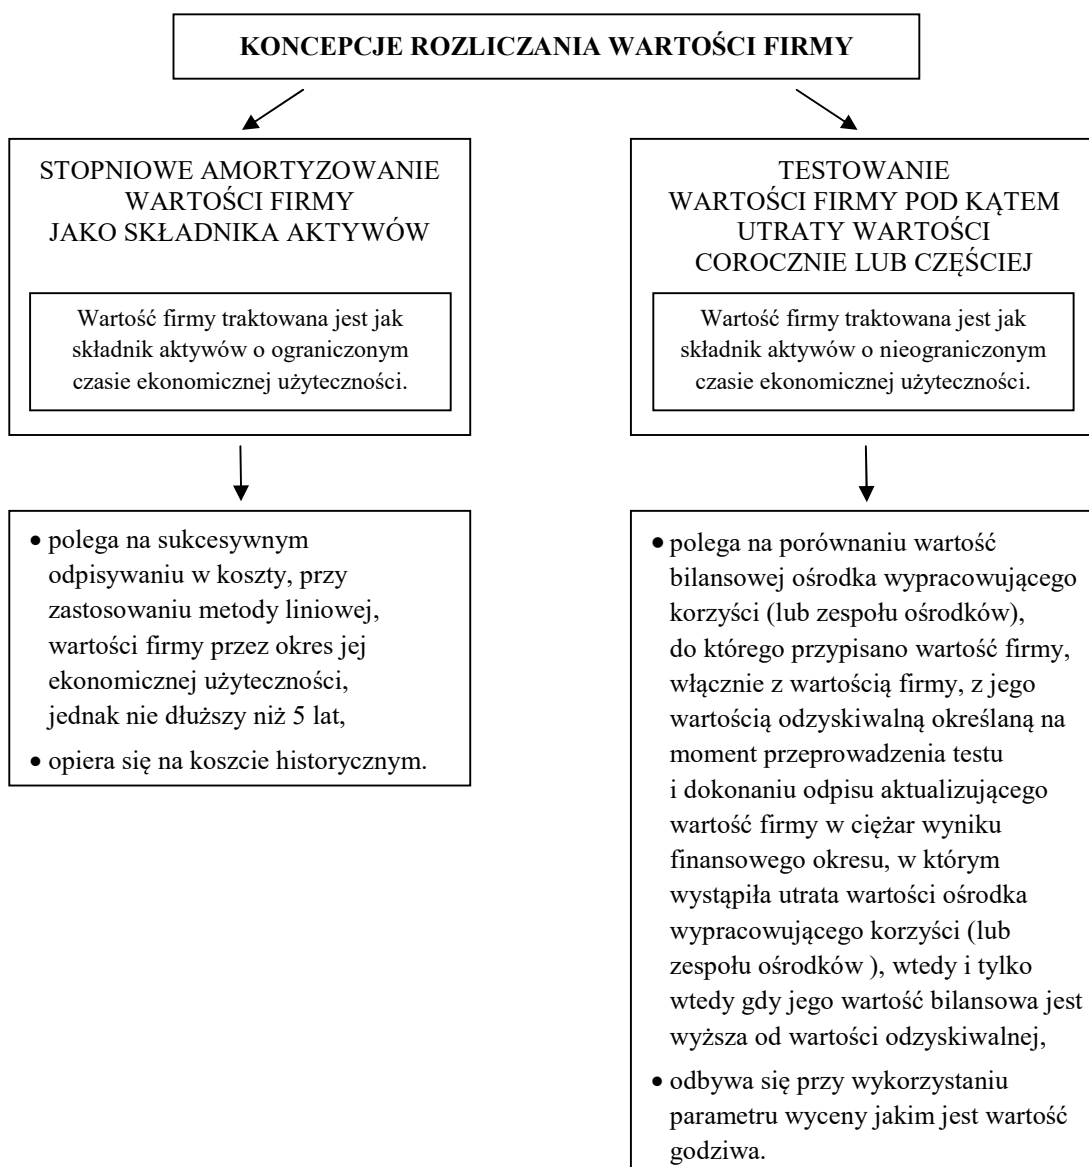 KONCEPCJE ROZLICZANIA WARTOŚCI FIRMY
STOPNIOWE AMORTYZOWANIE
WARTOŚCI FIRMY
JAKO SKŁADNIKA AKTYWÓW
Wartość firmy traktowana jest jak
składnik aktywów o ograniczonym
czasie ekonomicznej użyteczności.
• polega na sukcesywnym
odpisywaniu w koszty, przy
zastosowaniu metody liniowej,
wartości firmy przez okres jej
ekonomicznej użyteczności,
jednak nie dłuższy niż 5 lat,
• opiera się na koszcie historycznym.
TESTOWANIE
WARTOŚCI FIRMY POD KĄTEM
UTRATY WARTOŚCI
COROCZNIE LUB CZĘŚCIEJ
Wartość firmy traktowana jest jak
składnik aktywów o nieograniczonym
czasie ekonomicznej użyteczności.
• polega na porównaniu wartość
bilansowej ośrodka wypracowującego
korzyści (lub zespołu ośrodków),
do którego przypisano wartość firmy,
włącznie z wartością firmy, z jego
wartością odzyskiwalną określaną na
moment przeprowadzenia testu
i dokonaniu odpisu aktualizującego
wartość firmy w ciężar wyniku
finansowego okresu, w którym
wystąpiła utrata wartości ośrodka
wypracowującego korzyści (lub
zespołu ośrodków ), wtedy i tylko
wtedy gdy jego wartość bilansowa jest
wyższa od wartości odzyskiwalnej,
• odbywa się przy wykorzystaniu
parametru wyceny jakim jest wartość
godziwa.